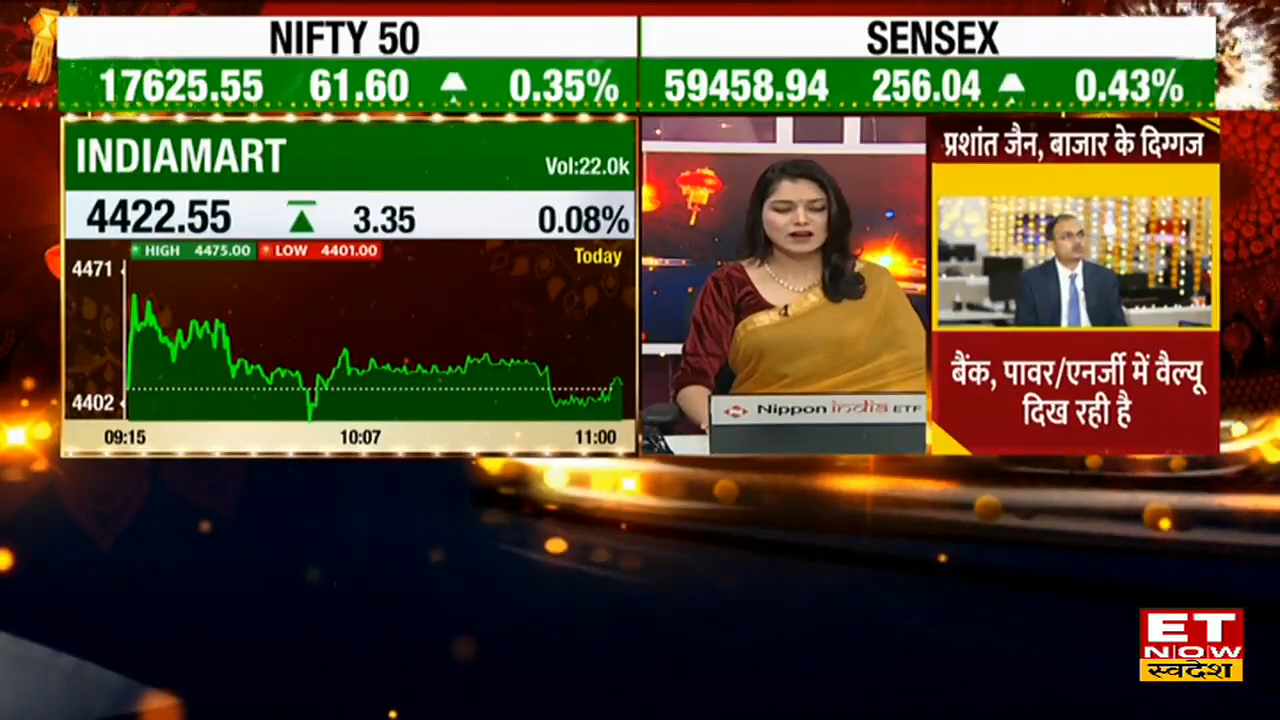 NIFTY 50
17625.55 61.60 0.35%
SENSEX
59458.94 256.04 0.43%
INDIAMART
Vol:22.0k
4422.55 3.35 0.08%
HIGH 4475.00 LOW 4401.00
Today
4471
4402
09:15 10:07 11:00
Nippon india ETF
प्रशांत जैन, बाजार के दिग्गज
बैंक, पावर/एनर्जी में वैल्यू
दिख रही है
ET
NOW
स्वदेश